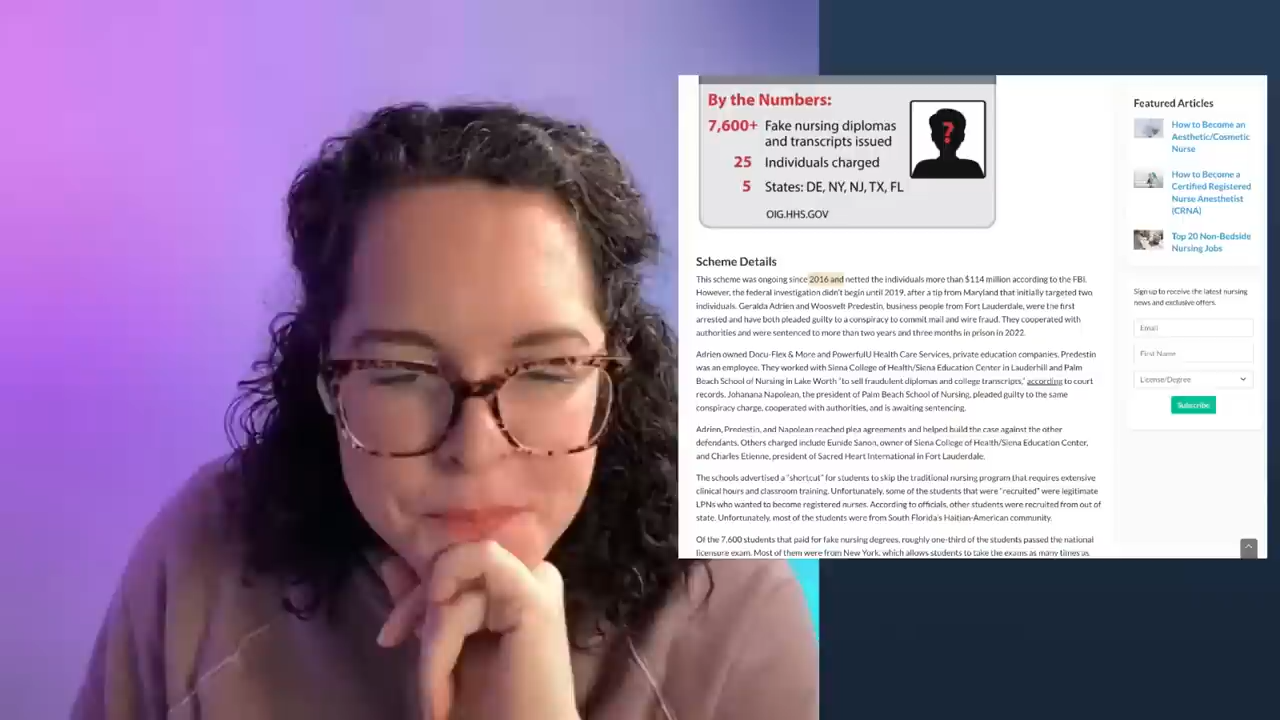 By the Numbers:
7,600+ Fake nursing diplomas
and transcripts issued
25 Individuals charged
5 States: DE, NY, NJ, TX, FL
OIG.HHS.GOV
?
Scheme Details
This scheme was ongoing since 2016 and netted the individuals more than $114 million according to the FBI.
However, the federal investigation didn't begin until 2019, after a tip from Maryland that initially targeted two
individuals. Geralda Adrien and Woosvelt Predestin, business people from Fort Lauderdale, were the first
arrested and have both pleaded guilty to a conspiracy to commit mail and wire fraud. They cooperated with
authorities and were sentenced to more than two years and three months in prison in 2022.
Adrien owned Docu-Flex & More and PowerfulU Health Care Services, private education companies. Predestin
was an employee. They worked with Siena College of Health/Siena Education Center in Lauderhill and Palm
Beach School of Nursing in Lake Worth "to sell fraudulent diplomas and college transcripts," according to court
records. Johanana Napolean, the president of Palm Beach School of Nursing, pleaded guilty to the same
conspiracy charge, cooperated with authorities, and is awaiting sentencing.
Adrien, Predestin, and Napolean reached plea agreements and helped build the case against the other
defendants. Others charged include Eunide Sanon, owner of Siena College of Health/Siena Education Center,
and Charles Etienne, president of Sacred Heart International in Fort Lauderdale.
The schools advertised a "shortcut" for students to skip the traditional nursing program that requires extensive
clinical hours and classroom training. Unfortunately, some of the students that were "recruited" were legitimate
LPNs who wanted to become registered nurses. According to officials, other students were recruited from out of
state. Unfortunately, most of the students were from South Florida's Haitian-American community.
Of the 7,600 students that paid for fake nursing degrees, roughly one-third of the students passed the national
licensure exam. Most of them were from New York, which allows students to take the exams as many times as
Featured Articles
How to Become an
Aesthetic/Cosmetic
Nurse
How to Become a
Certified Registered
Nurse Anesthetist
(CRNA)
Top 20 Non-Bedside
Nursing Jobs
Sign up to receive the latest nursing
news and exclusive offers.
Email
First Name
License/Degree
Subscribe